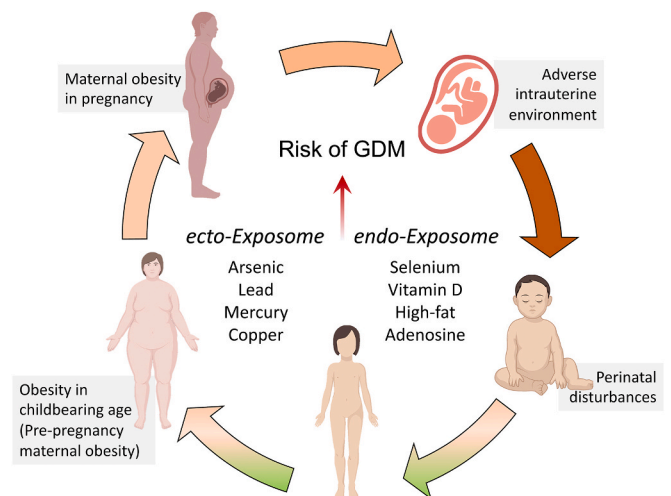 Maternal obesity
in pregnancy
Adverse
intrauterine
environment
Risk of GDM
ecto-Exposome
Arsenic
Lead
Mercury
Copper
endo-Exposome
Selenium
Vitamin D
High-fat
Adenosine
Perinatal
disturbances
Obesity in
childbearing age
(Pre-pregnancy
maternal obesity)